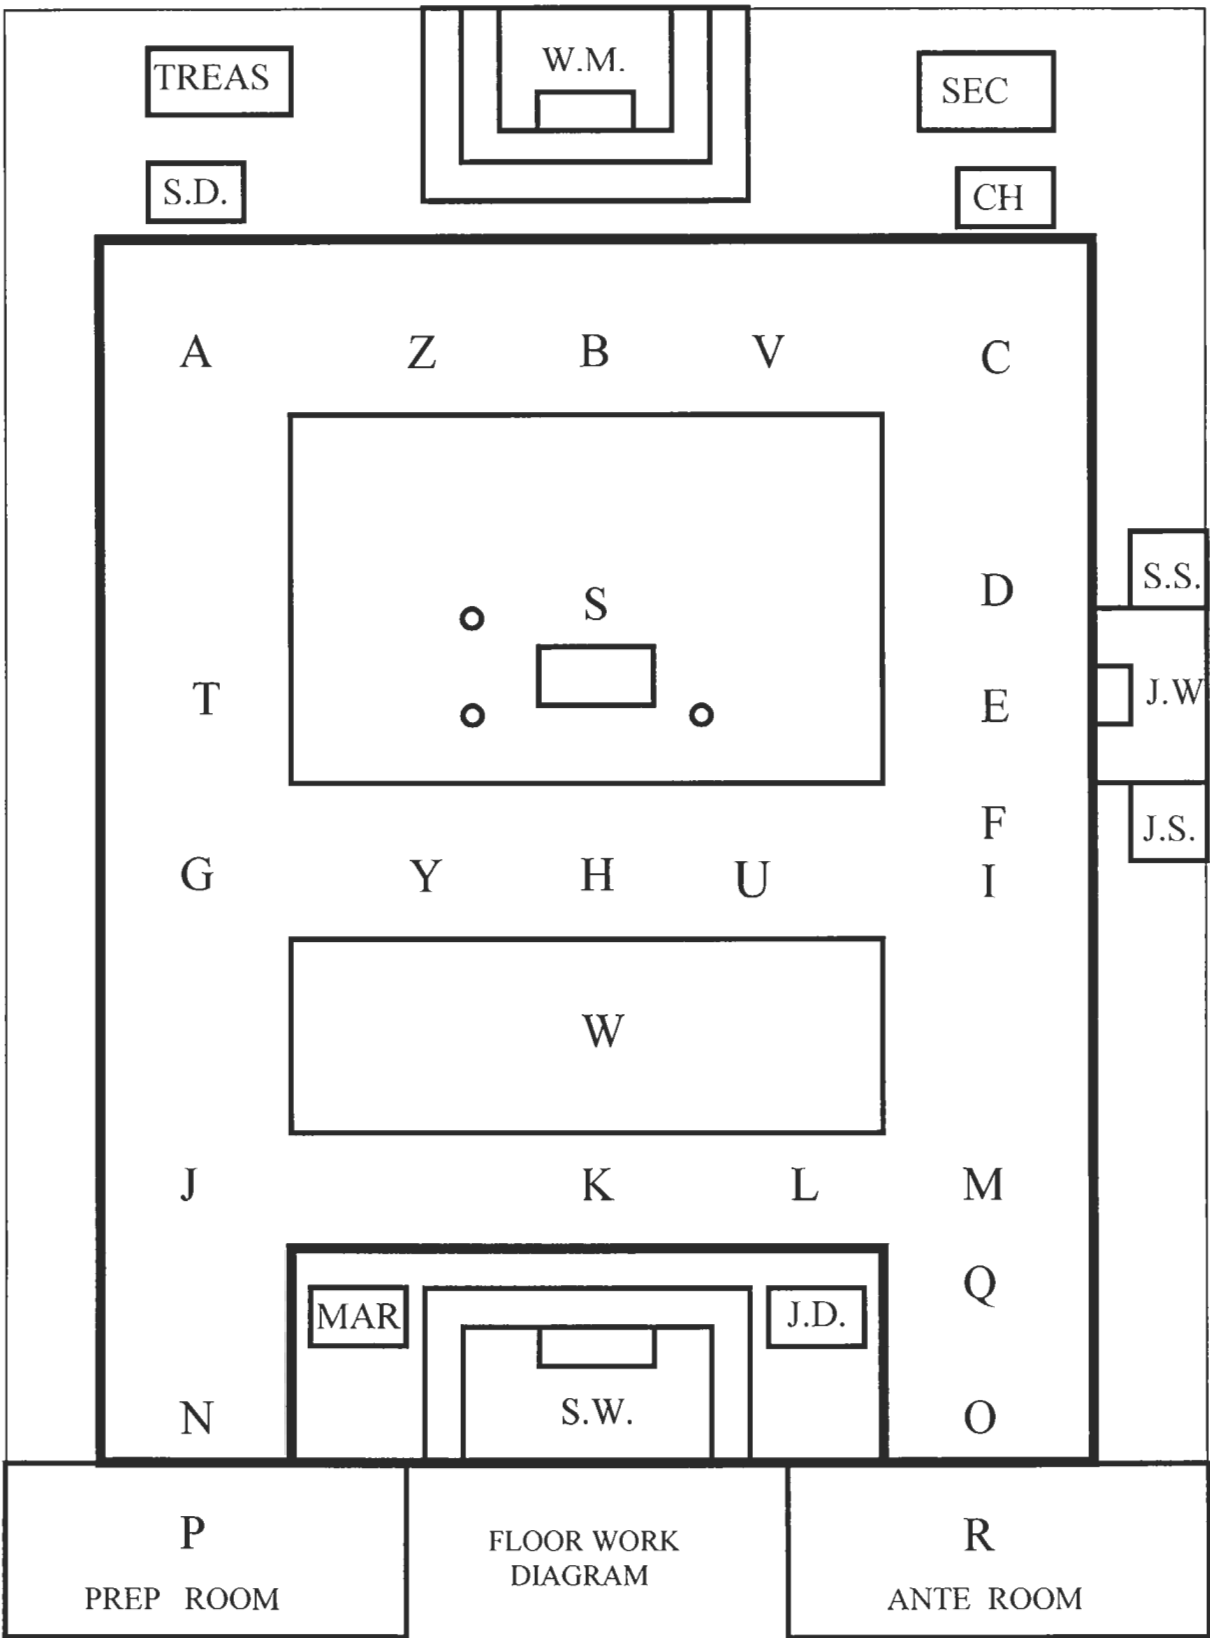 W.M.
TREAS
SEC
S.D.
CH
A Z B V C
S.S.
S
D
T
E
J.W
F
J.S.
G Y H U I
W
J K L M
Q
MAR
J.D.
S.W.
N
O
P
R
FLOOR WORK
DIAGRAM
PREP ROOM
ANTE ROOM